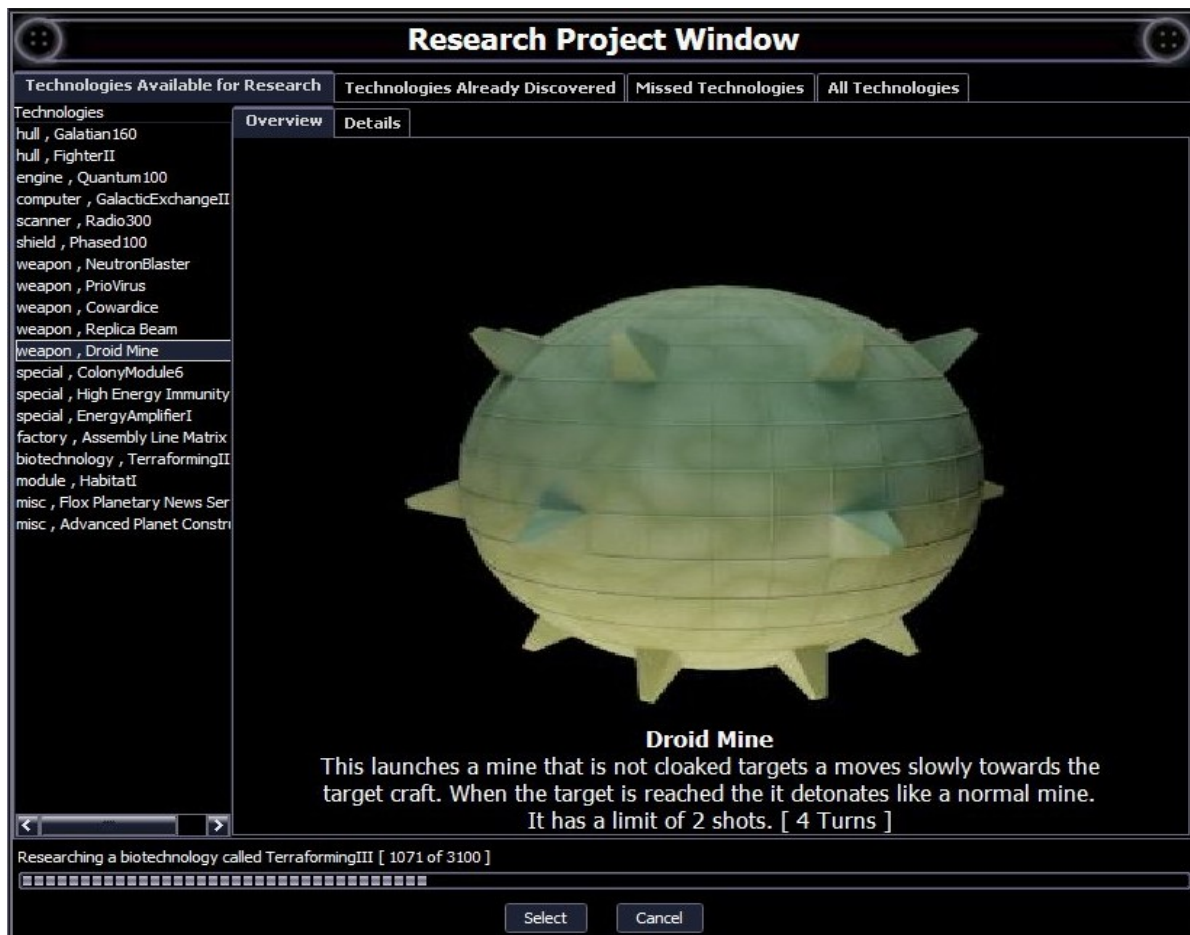 Research Project Window
Technologies Available for Research
Technologies Already Discovered
Missed Technologies
All Technologies
Technologies
hull , Galatian160
hull , FighterII
engine , Quantum100
computer , GalacticExchangeII
scanner , Radio300
shield , Phased100
weapon , NeutronBlaster
weapon , PrioVirus
weapon , Cowardice
weapon , Replica Beam
weapon , Droid Mine
special , ColonyModule6
special , High Energy Immunity
special , EnergyAmplifierI
factory , Assembly Line Matrix
biotechnology , TerraformingII
module , HabitatI
misc , Flox Planetary News Ser
misc , Advanced Planet Constr
Overview
Details
Droid Mine
This launches a mine that is not cloaked targets a moves slowly towards the
target craft. When the target is reached the it detonates like a normal mine.
It has a limit of 2 shots. [ 4 Turns ]
Researching a biotechnology called TerraformingIII [ 1071 of 3100 ]
Select
Cancel